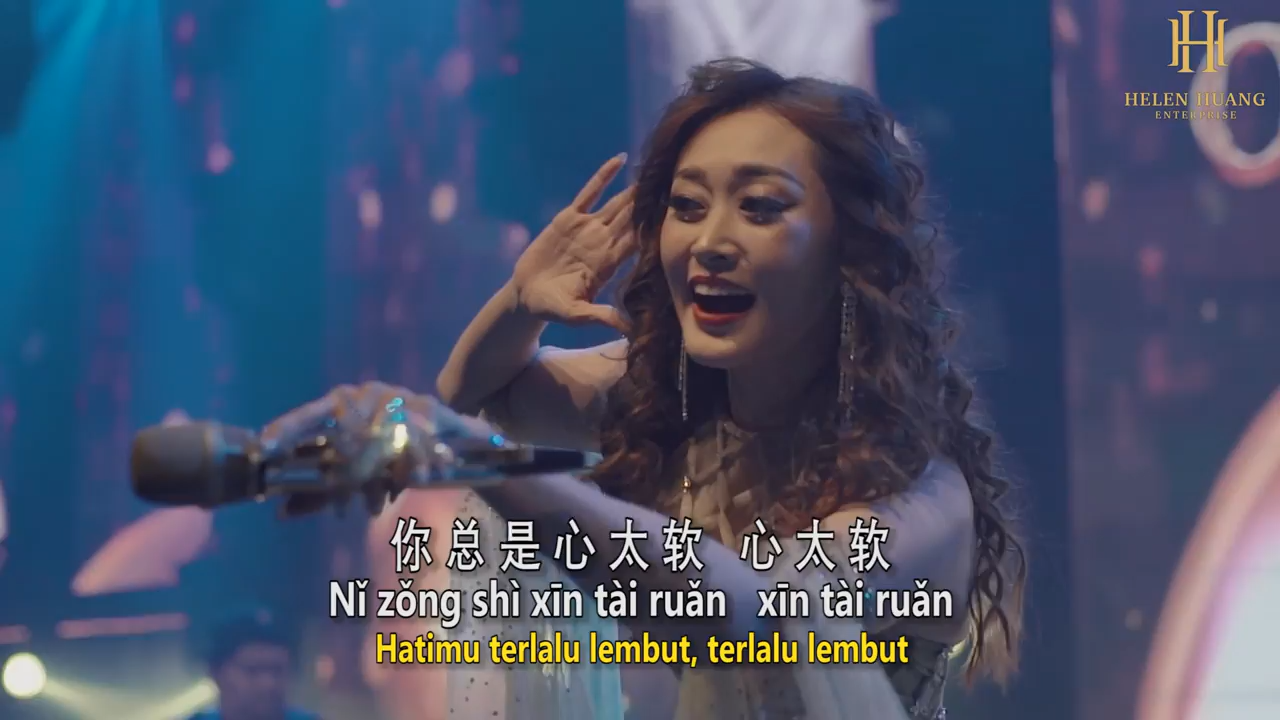 HH
HELEN HUANG
ENTERPRISE
O
你总是心太软 心太软
Nǐ zǒng shì xīn tài ruǎn xīn tài ruǎn
Hatimu terlalu lembut, terlalu lembut